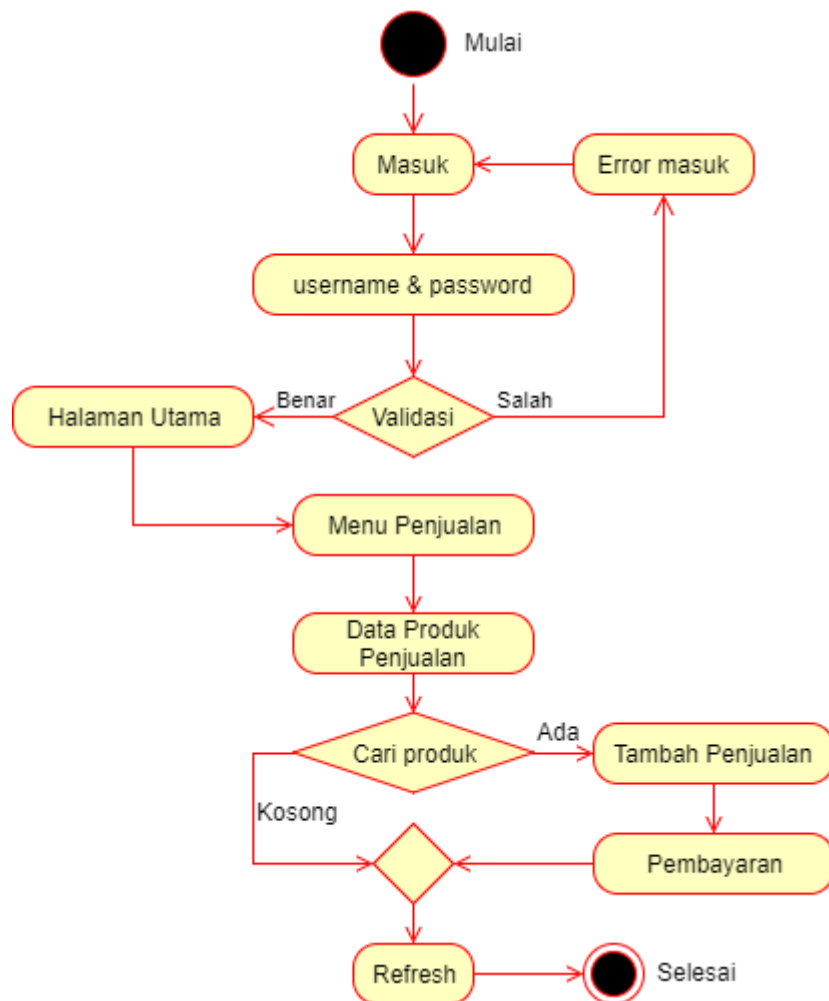 Mulai
Masuk
Error masuk
username & password
Halaman Utama
Benar
Validasi
Salah
Menu Penjualan
Data Produk
Penjualan
Cari produk
Ada
Tambah Penjualan
Kosong
Pembayaran
Refresh
Selesai